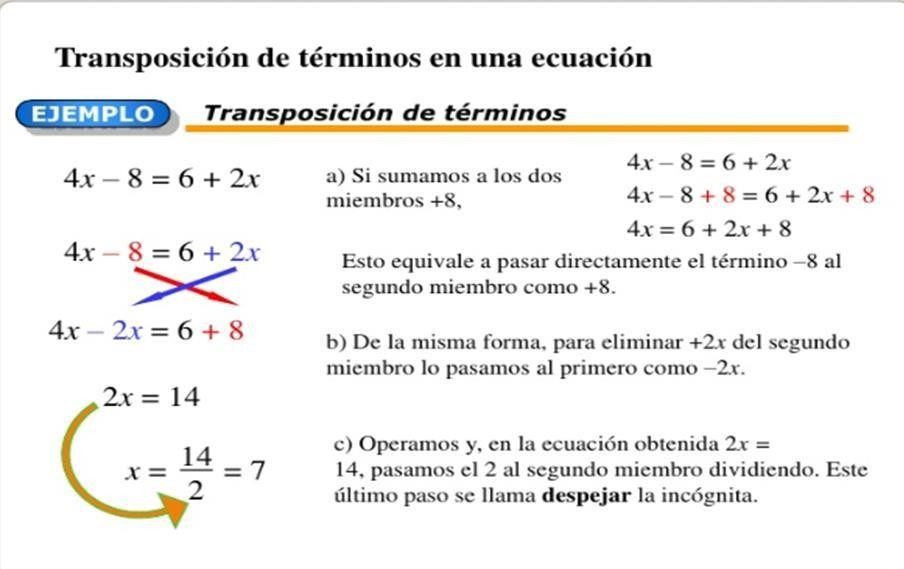 Transposición de términos en una ecuación
EJEMPLO
Transposición de términos
4x − 8 = 6 + 2x
a) Si sumamos a los dos
miembros +8,
4x − 8 = 6 + 2x
4x − 8 + 8 = 6 + 2x + 8
4x = 6 + 2x + 8
4x − 8 = 6 + 2x
Esto equivale a pasar directamente el término −8 al
segundo miembro como +8.
4x − 2x = 6 + 8
b) De la misma forma, para eliminar +2x del segundo
miembro lo pasamos al primero como −2x.
2x = 14
x = 14/2 = 7
c) Operamos y, en la ecuación obtenida 2x =
14, pasamos el 2 al segundo miembro dividiendo. Este
último paso se llama despejar la incógnita.